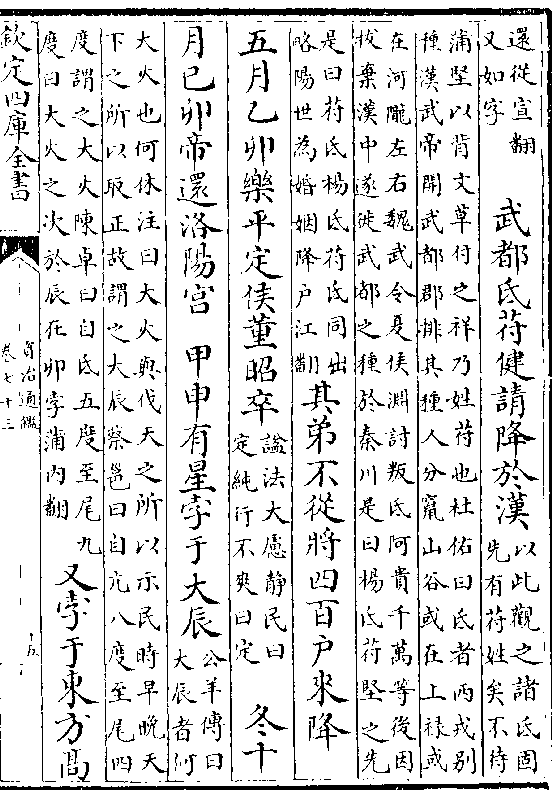 還從宣翻
又如字
武都氐苻健請降於漢
以此觀之諸氐固
先有苻姓矣不待
蒲堅以背文草付之祥乃姓苻也杜佑曰氐者西戎别
種漢武帝開武都郡排其種人分竄山谷或在上禄或
在河隴左右魏武令夏侯淵討叛氐阿貴千萬等後因
拔棄漢中遂徙武都之種於秦川是曰楊氐苻堅之先
是曰苻氐楊氐苻氐同出
略陽世為婚姻降户江翻
其弟不從將四百户來降
五月乙卯樂平定侯董昭卒
諡法大慮静民曰
定純行不爽曰定
冬十
月己卯帝還洛陽宫 甲申有星孛于大辰
公羊傳曰
大辰者何
大火也何休注曰大火與伐天之所以示民時早晚天
下之所以取正故謂之大辰蔡邕曰自亢八度至尾四
度謂之大火陳卓曰自氐五度至尾九
度曰大火之次於辰在卯孛蒲内翻
又孛于東方髙
欽定四庫全書
資治通鑑
卷七十三
十五